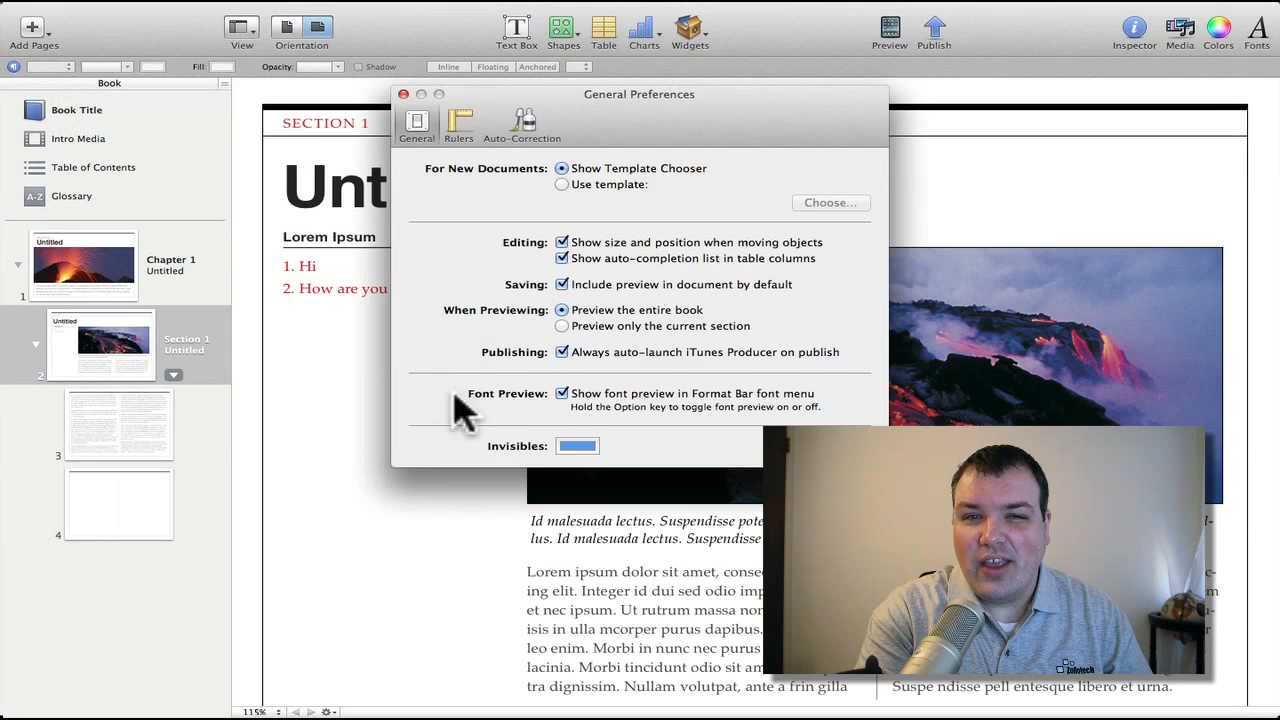 Add Pages
View
Orientation
Text Box
Shapes
Table
Charts
Widgets
Preview
Publish
Inspector
Media
Colors
Fonts
Fill:
Opacity:
Shadow
Inline
Floating
Anchored
Book
Book Title
Intro Media
Table of Contents
A-Z
Glossary
Untitled
Chapter 1
Untitled
1
Untitled
Section 1
Untitled
2
3
4
SECTION 1
Unt
Lorem Ipsum
1. Hi
2. How are you
General Preferences
General
Rulers
Auto-Correction
For New Documents:
Show Template Chooser
Use template:
Choose...
Editing:
Show size and position when moving objects
Show auto-completion list in table columns
Saving:
Include preview in document by default
When Previewing:
Preview the entire book
Preview only the current section
Publishing:
Always auto-launch iTunes Producer on publish
Font Preview:
Show font preview in Format Bar font menu
Hold the Option key to toggle font preview on or off.
Invisibles:
Id malesuada lectus. Suspendisse pote
lus. Id malesuada lectus. Suspendisse
Lorem ipsum dolor sit amet, consec
ing elit. Integer id dui sed odio imp
et nec ipsum. Ut rutrum massa non
isis in ulla mcorper purus dapibus.
leo enim. Morbi in nunc nec purus
lacinia. Morbi tincidunt odio sit am
tra dignissim. Nullam volutpat, ante a frin gilla
Suspe ndisse pell entesque libero et urna.
Zollotech
115%